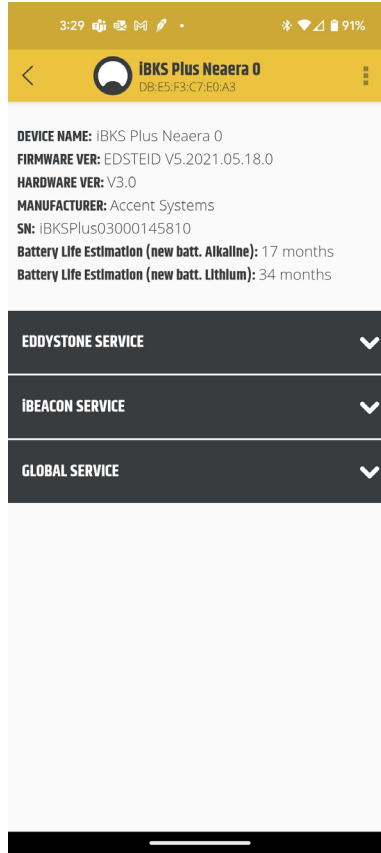 3:29
91%
iBKS Plus Neaera 0
DB:E5:F3:C7:E0:A3
DEVICE NAME: iBKS Plus Neaera 0
FIRMWARE VER: EDSTEID V5.2021.05.18.0
HARDWARE VER: V3.0
MANUFACTURER: Accent Systems
SN: iBKSPlus03000145810
Battery Life Estimation (new batt. Alkaline): 17 months
Battery Life Estimation (new batt. Lithium): 34 months
EDDYSTONE SERVICE
iBEACON SERVICE
GLOBAL SERVICE